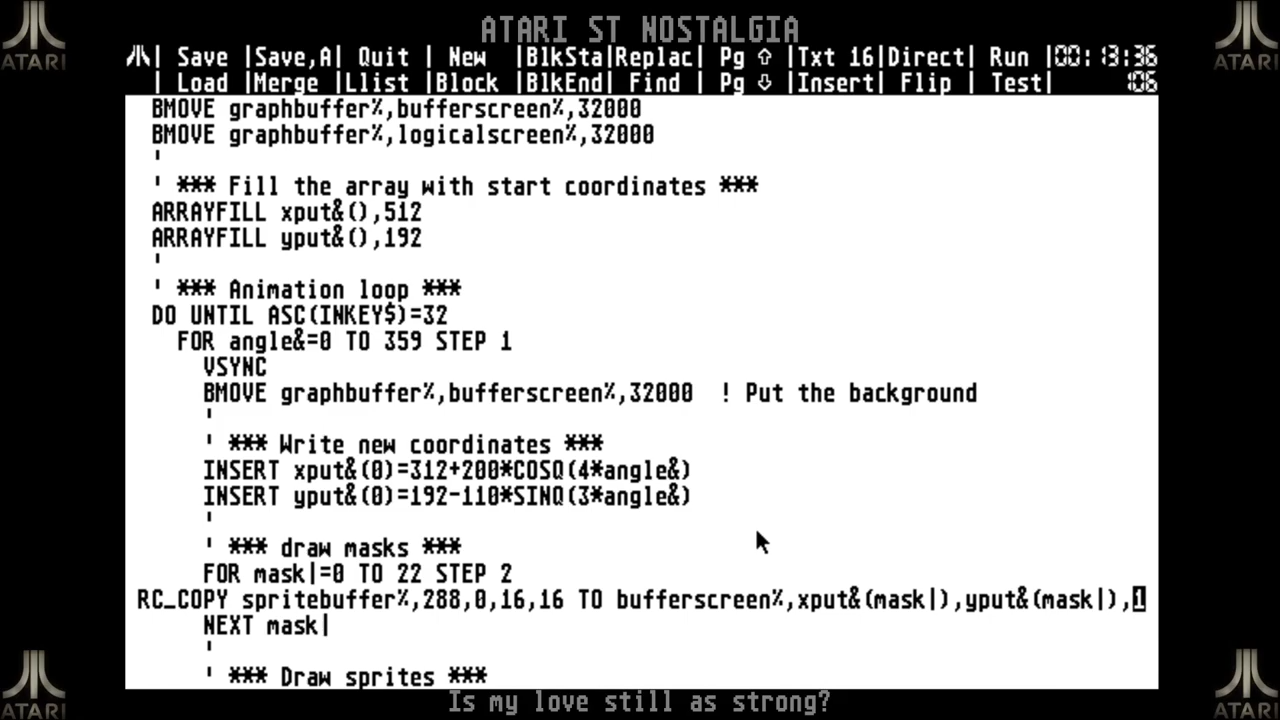 ATARI ST NOSTALGIA
| Save |Save,A| Quit | New |BlkSta|Replac| Pg ⇧ |Txt 16|Direct| Run |00:13:36
| Load |Merge |Llist |Block |BlkEnd| Find | Pg ⇩ |Insert| Flip | Test| 106
BMOVE graphbuffer%,bufferscreen%,32000
BMOVE graphbuffer%,logicalscreen%,32000
'
' *** Fill the array with start coordinates ***
ARRAYFILL xput&(),512
ARRAYFILL yput&(),192
'
' *** Animation loop ***
DO UNTIL ASC(INKEY$)=32
FOR angle&=0 TO 359 STEP 1
VSYNC
BMOVE graphbuffer%,bufferscreen%,32000 ! Put the background
'
' *** Write new coordinates ***
INSERT xput&(0)=312+200*COSQ(4*angle&)
INSERT yput&(0)=192-110*SINQ(3*angle&)
'
' *** draw masks ***
FOR mask|=0 TO 22 STEP 2
RC_COPY spritebuffer%,288,0,16,16 TO bufferscreen%,xput&(mask|),yput&(mask|),1
NEXT mask|
'
' *** Draw sprites ***
Is my love still as strong?
ATARI
ATARI
ATARI
ATARI